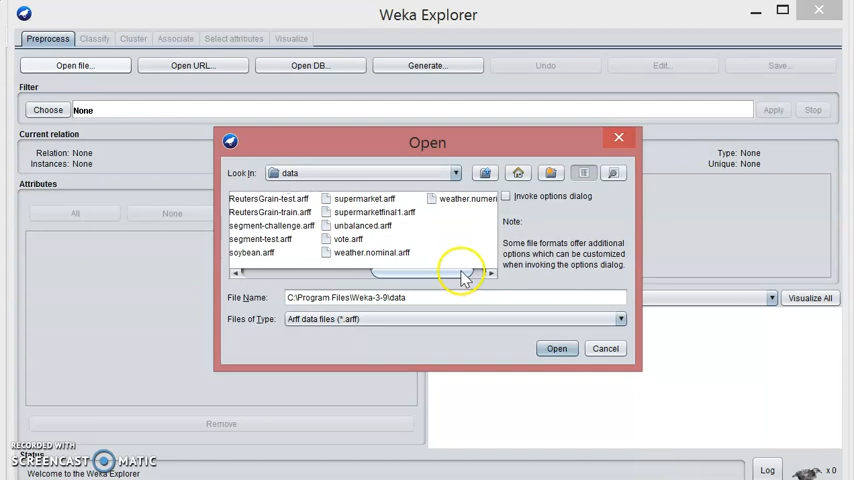 Weka Explorer
Preprocess Classify Cluster Associate Select attributes Visualize
Open file... Open URL... Open DB... Generate... Undo Edit... Save...
Filter
Choose None Apply Stop
Current relation
Relation: None
Instances: None
Type: None
Unique: None
Attributes
All None
Remove
Visualize All
Open
Look In: data
ReutersGrain-test.arff supermarket.arff weather.numeri
ReutersGrain-train.arff supermarketfinal1.arff
segment-challenge.arff unbalanced.arff
segment-test.arff vote.arff
soybean.arff weather.nominal.arff
Invoke options dialog
Note:
Some file formats offer additional
options which can be customized
when invoking the options dialog.
File Name: C:\Program Files\Weka-3-9\data
Files of Type: Arff data files (*.arff)
Open Cancel
RECORDED WITH
SCREENCAST MATIC
Status
Welcome to the Weka Explorer
Log x 0